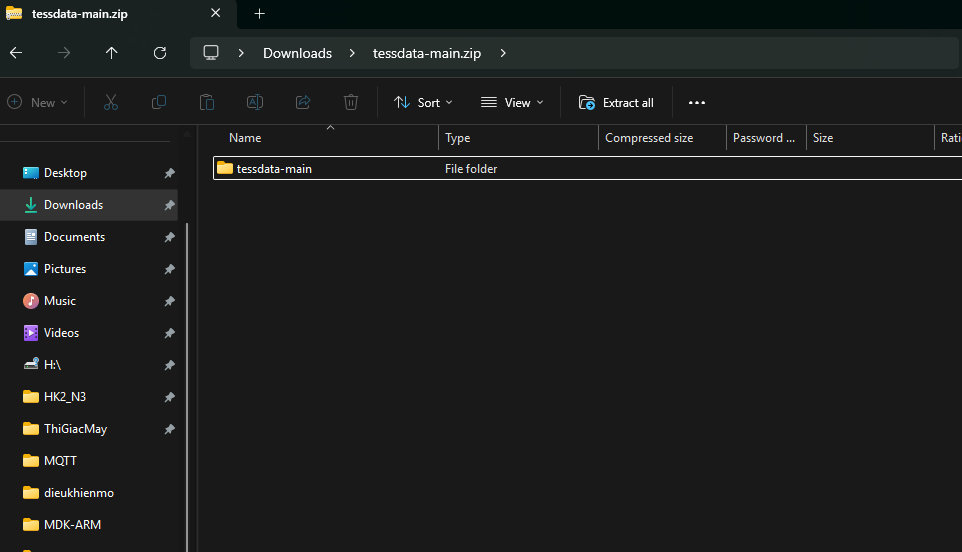 tessdata-main.zip
Downloads
tessdata-main.zip
New
Sort
View
Extract all
Name
Type
Compressed size
Password ...
Size
Rati
tessdata-main
File folder
Desktop
Downloads
Documents
Pictures
Music
Videos
H:\
HK2_N3
ThiGiacMay
MQTT
dieukhienmo
MDK-ARM